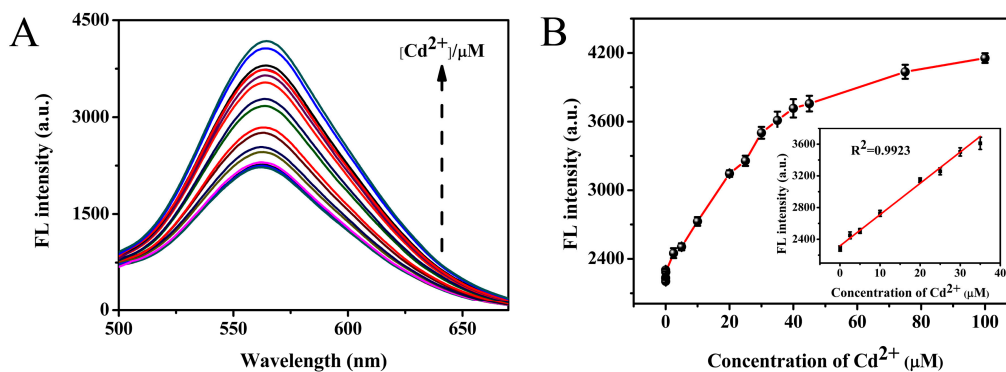 A
4500
3000
1500
0
500
550
600
650
FL intensity (a.u.)
Wavelength (nm)
[Cd²⁺]/μM
B
4200
3600
3000
2400
0
20
40
60
80
100
FL intensity (a.u.)
Concentration of Cd²⁺ (μM)
R²=0.9923
3600
3200
2800
2400
0
10
20
30
40
FL intensity (a.u.)
Concentration of Cd²⁺ (μM)